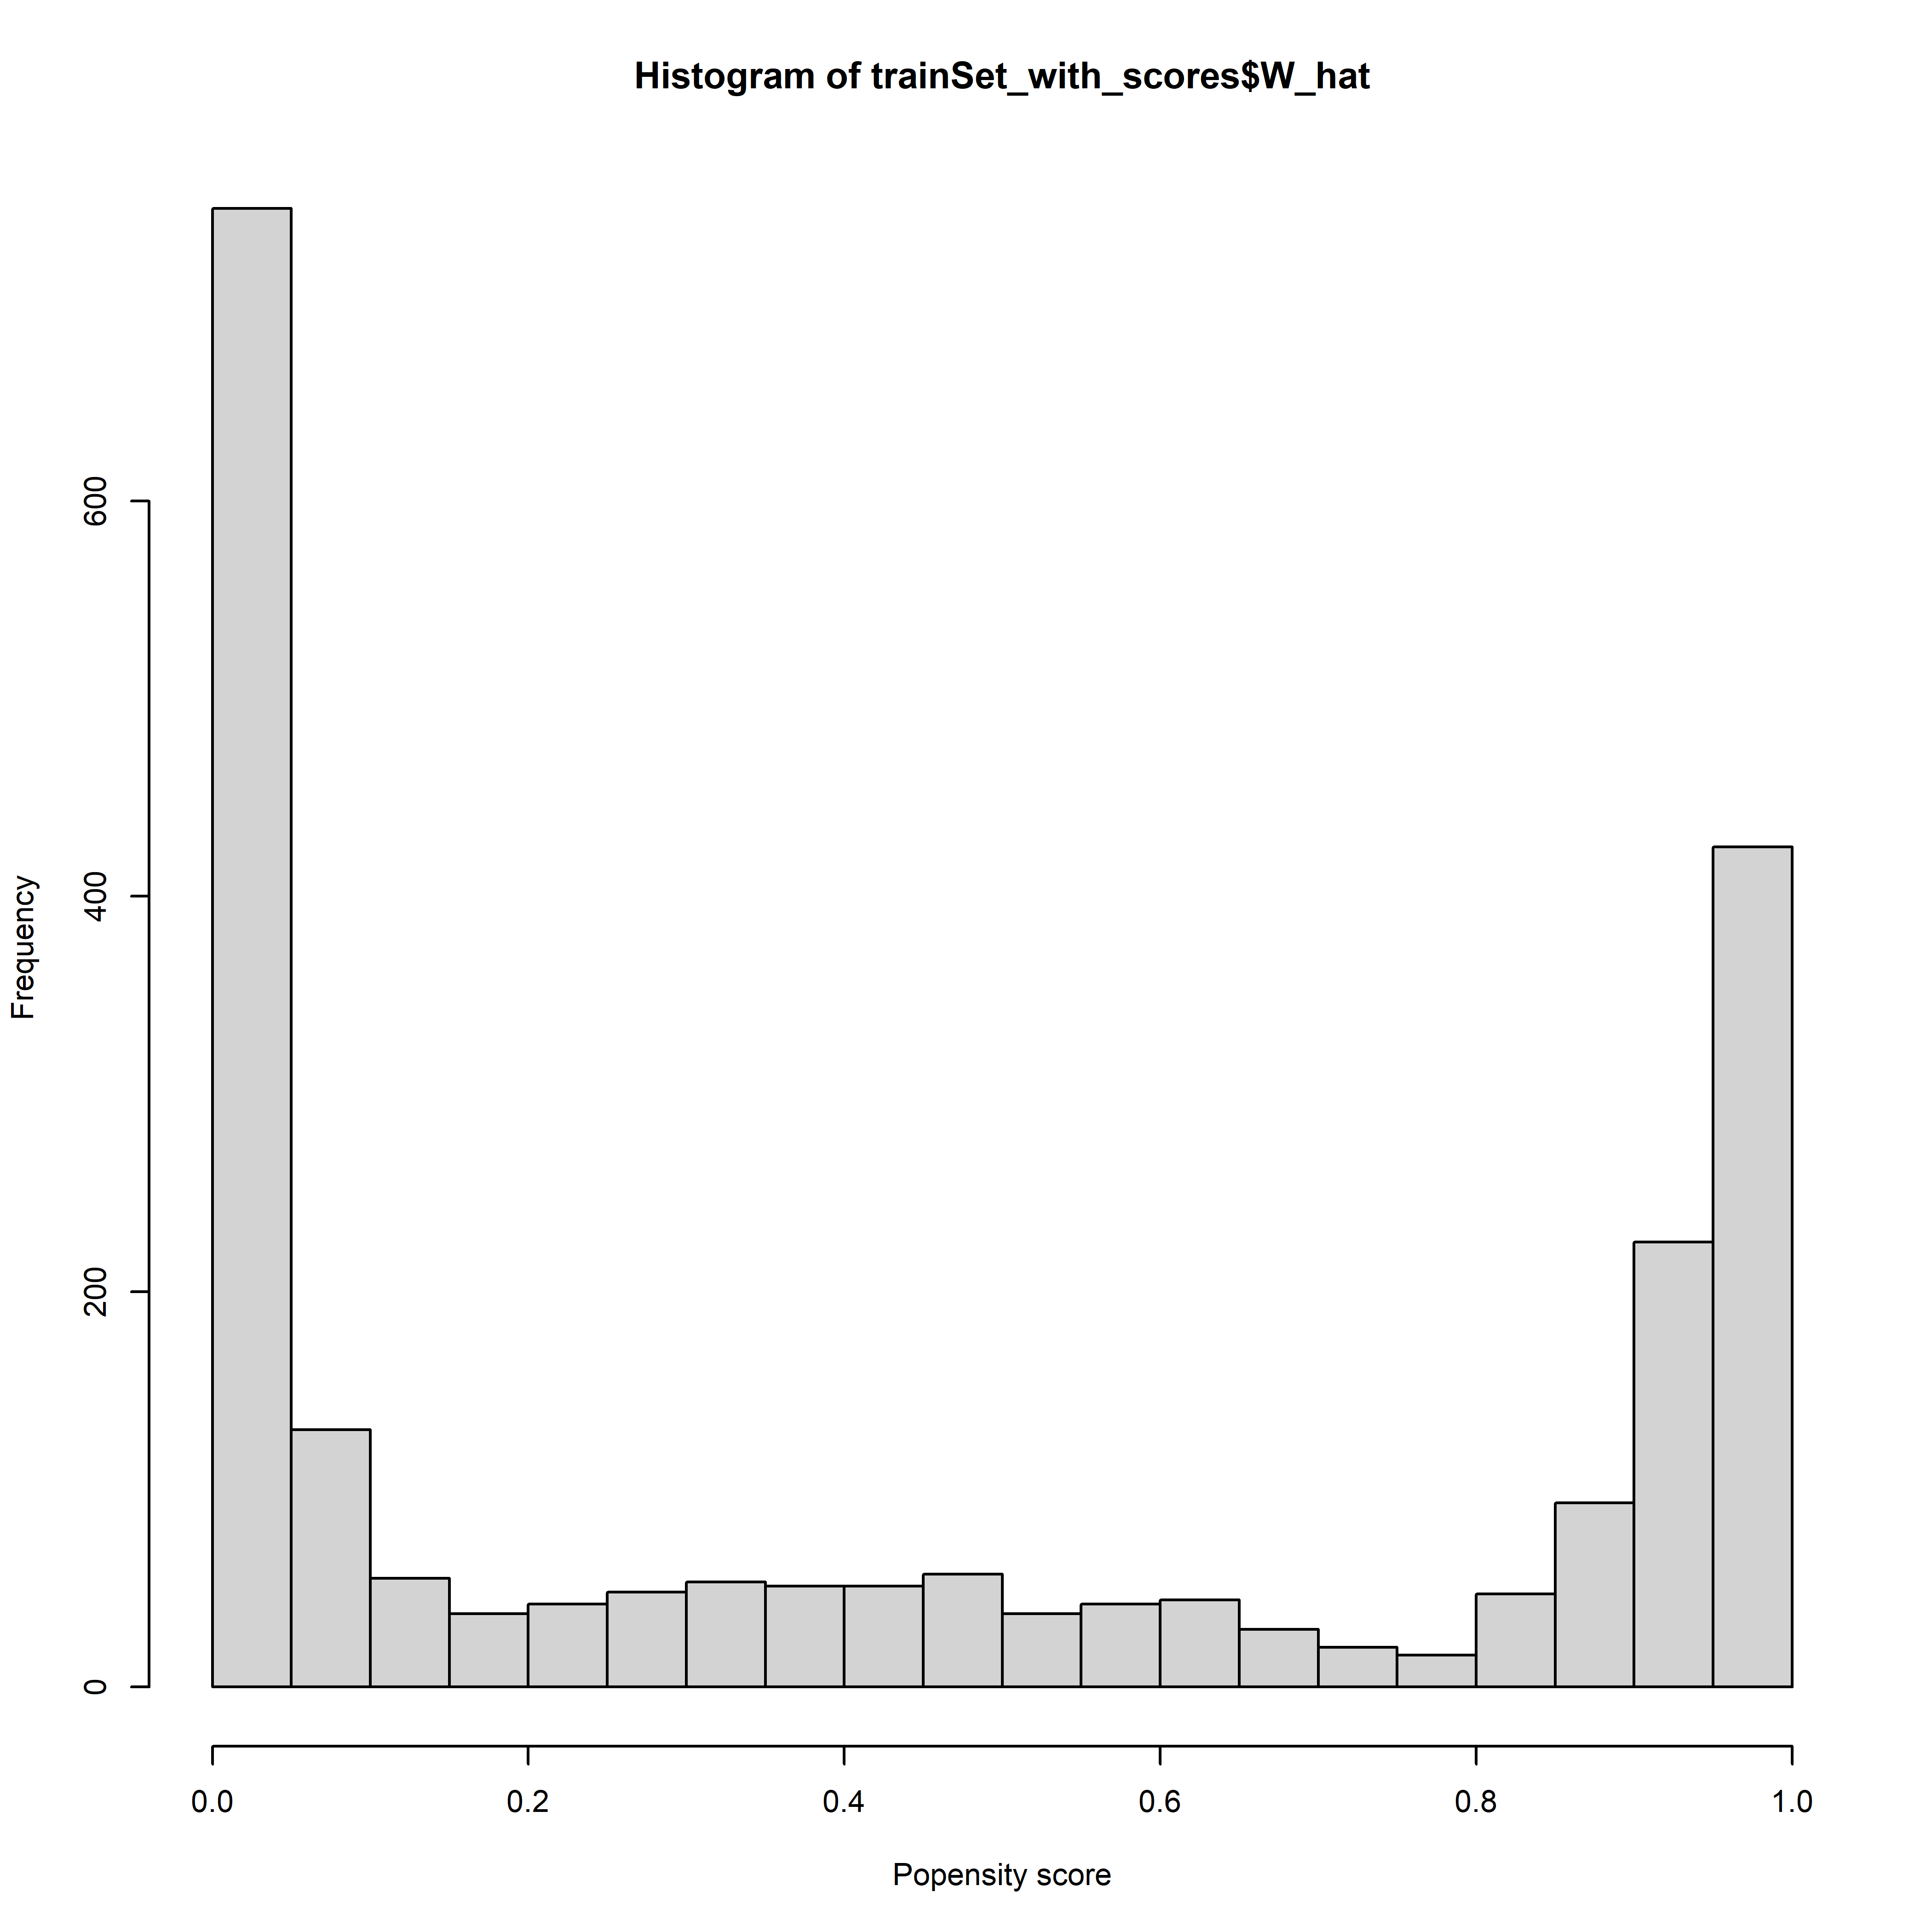 Histogram of trainSet_with_scores$W_hat
Frequency
600
400
200
0
0.0 0.2 0.4 0.6 0.8 1.0
Popensity score